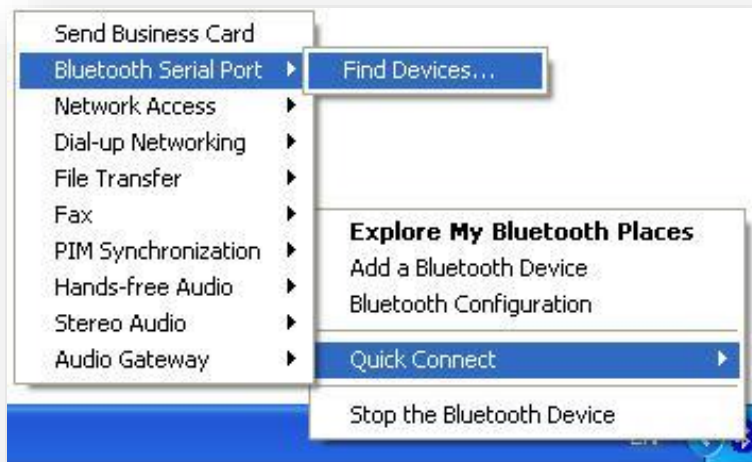 Send Business Card
Bluetooth Serial Port
Find Devices...
Network Access
Dial-up Networking
File Transfer
Fax
PIM Synchronization
Hands-free Audio
Stereo Audio
Audio Gateway
Explore My Bluetooth Places
Add a Bluetooth Device
Bluetooth Configuration
Quick Connect
Stop the Bluetooth Device